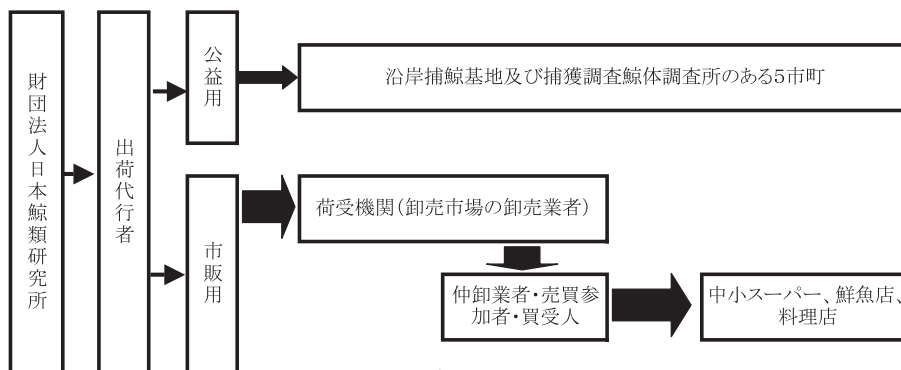 財団法人日本鯨類研究所
出荷代行者
公益用
沿岸捕鯨基地及び捕獲調査鯨体調査所のある5市町
市販用
荷受機関(卸売市場の卸売業者)
仲卸業者・売買参
加者・買受人
中小スーパー、鮮魚店、
料理店